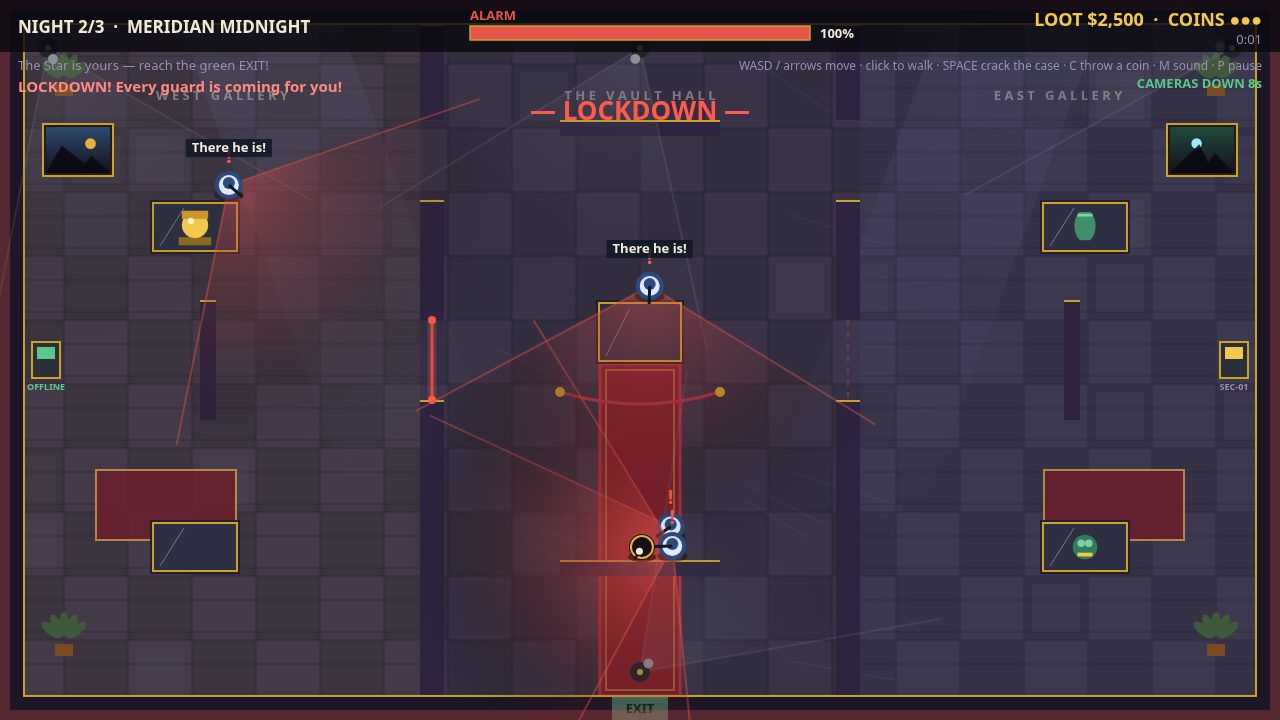 NIGHT 2/3 · MERIDIAN MIDNIGHT
ALARM
100%
LOOT $2,500 · COINS ●●●
0:01
The Star is yours — reach the green EXIT!
WASD / arrows move · click to walk · SPACE crack the case · C throw a coin · M sound · P pause
LOCKDOWN! Every guard is coming for you!
CAMERAS DOWN 8s
WEST GALLERY
THE VAULT HALL
EAST GALLERY
— LOCKDOWN —
There he is!
!
There he is!
!
OFFLINE
SEC-01
!
EXIT